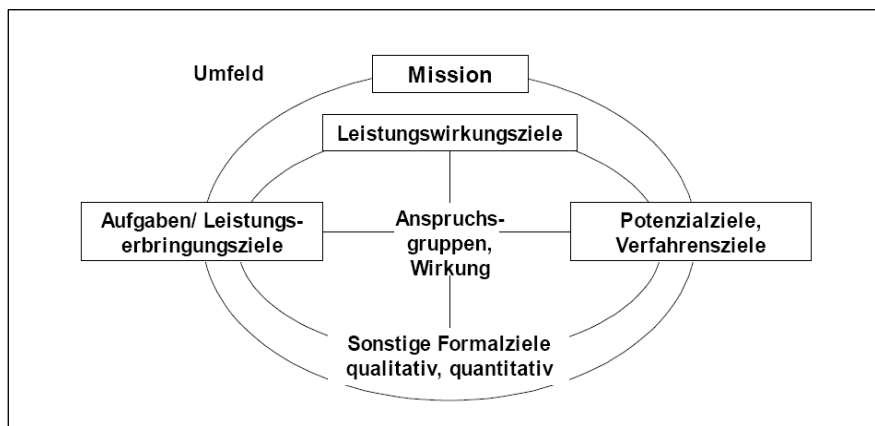 Umfeld
Mission
Leistungswirkungsziele
Aufgaben/ Leistungs-
erbringungsziele
Anspruchs-
gruppen,
Wirkung
Potenzialziele,
Verfahrensziele
Sonstige Formalziele
qualitativ, quantitativ